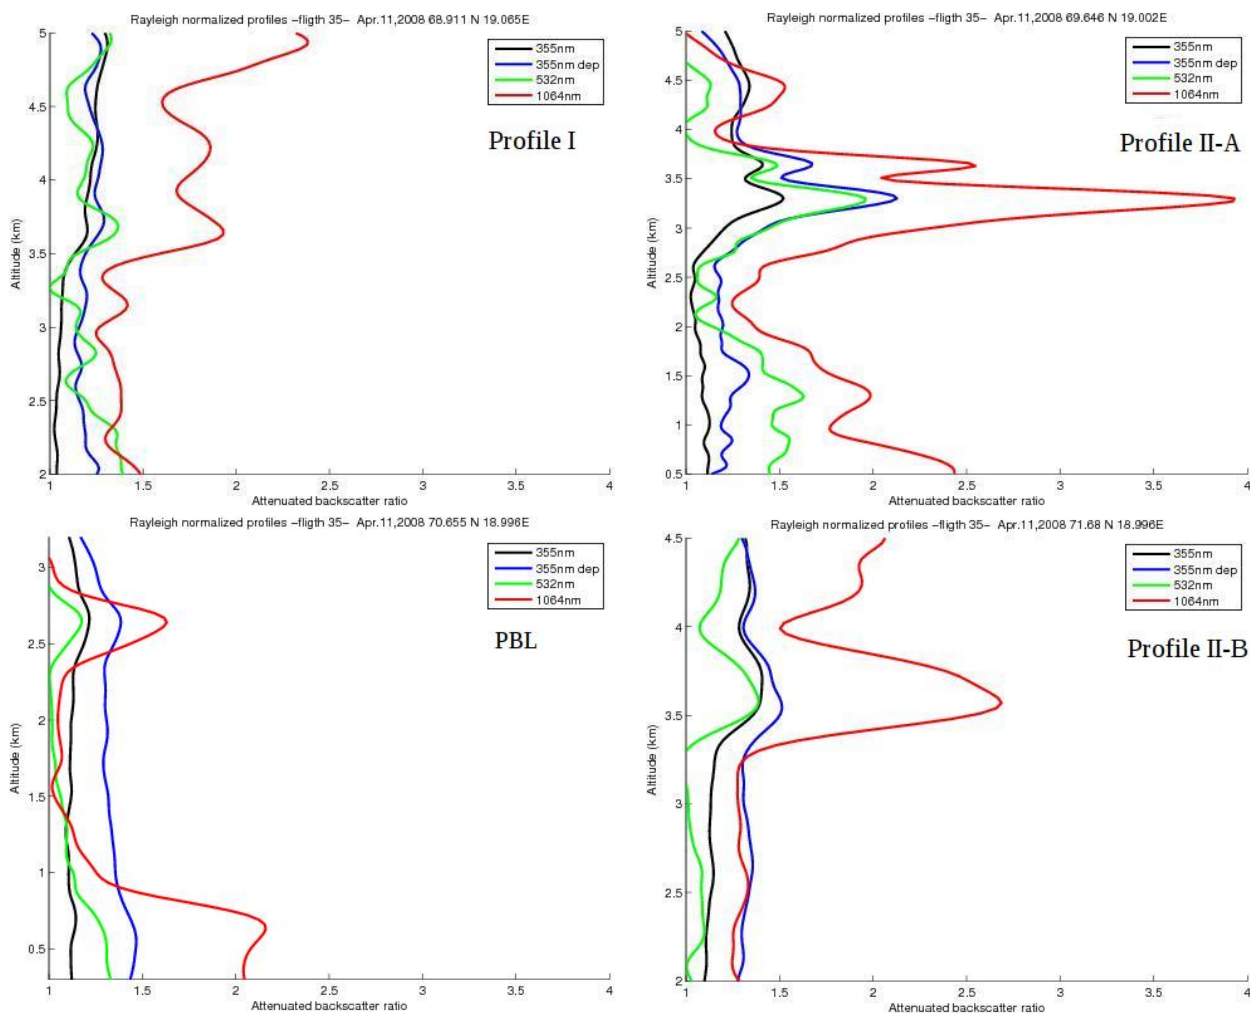 Rayleigh normalized profiles –fligth 35– Apr.11,2008 68.911 N 19.065E
5
4.5
4
3.5
3
2.5
2
Altitude (km)
1 1.5 2 2.5 3 3.5 4
Attenuated backscatter ratio
355nm
355nm dep
532nm
1064nm
Profile I
Rayleigh normalized profiles –fligth 35– Apr.11,2008 69.646 N 19.002E
5
4.5
4
3.5
3
2.5
2
1.5
1
0.5
Altitude (km)
1 1.5 2 2.5 3 3.5 4
Attenuated backscatter ratio
355nm
355nm dep
532nm
1064nm
Profile II-A
Rayleigh normalized profiles –fligth 35– Apr.11,2008 70.655 N 18.996E
3
2.5
2
1.5
1
0.5
Altitude (km)
1 1.5 2 2.5 3 3.5 4
Attenuated backscatter ratio
355nm
355nm dep
532nm
1064nm
PBL
Rayleigh normalized profiles –fligth 35– Apr.11,2008 71.68 N 18.996E
4.5
4
3.5
3
2.5
2
Altitude (km)
1 1.5 2 2.5 3 3.5 4
Attenuated backscatter ratio
355nm
355nm dep
532nm
1064nm
Profile II-B